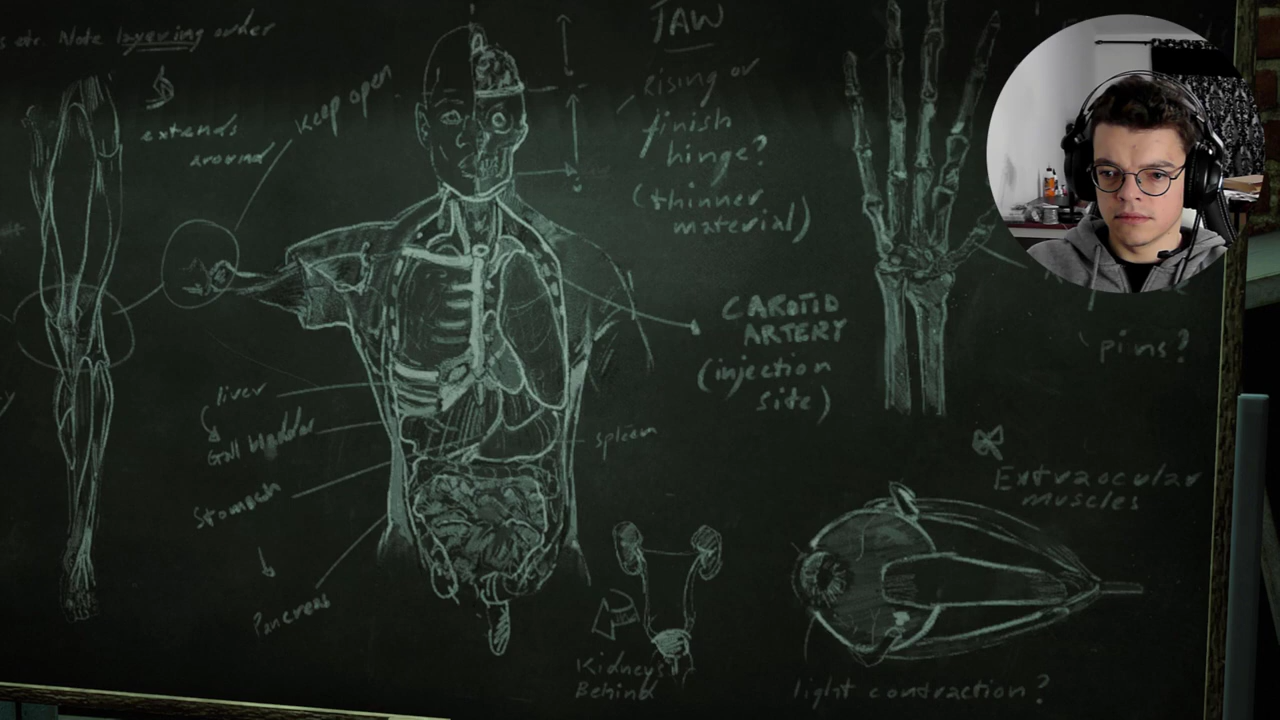 etc. Note layering order
extends
around
Keep open
JAW
rising or
finish
hinge?
(thinner
material)
CAROTID
ARTERY
(injection
site)
pins?
liver
Gall bladder
Stomach
Pancreas
spleen
Kidneys
Behind
Extraocular
muscles
light contraction?